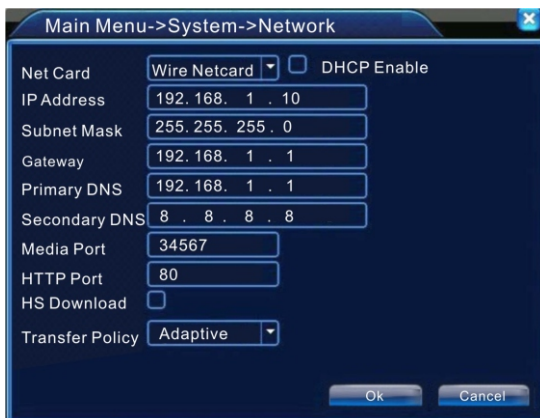 Main Menu->System->Network
Net Card Wire Netcard DHCP Enable
IP Address 192. 168. 1 . 10
Subnet Mask 255. 255. 255 . 0
Gateway 192. 168. 1 . 1
Primary DNS 192. 168. 1 . 1
Secondary DNS 8 . 8 . 8 . 8
Media Port 34567
HTTP Port 80
HS Download
Transfer Policy Adaptive
Ok Cancel